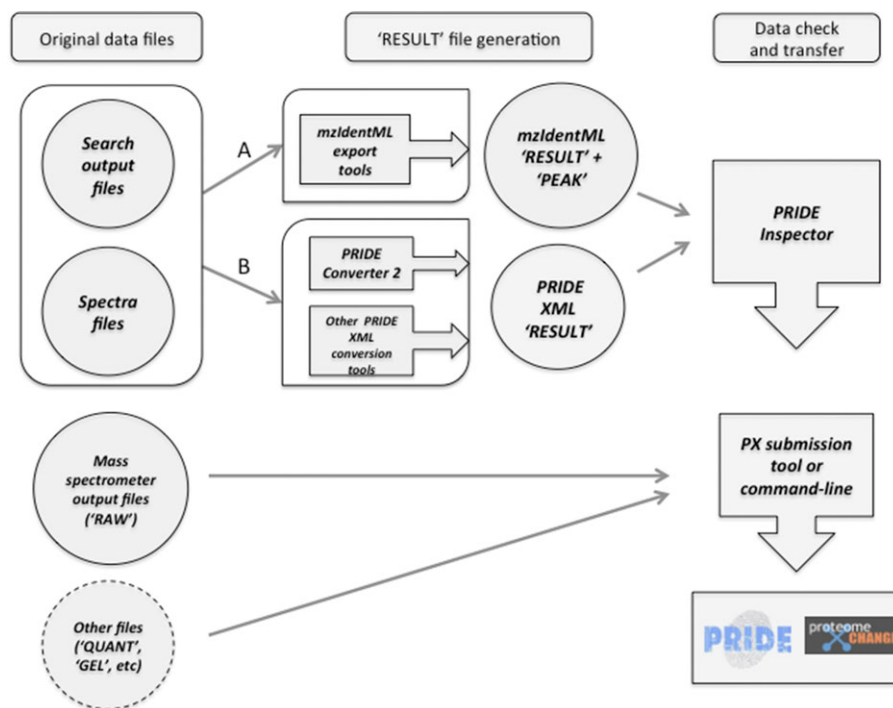 Original data files
‘RESULT’ file generation
Data check
and transfer
Search
output
files
Spectra
files
A
B
mzIdentML
export
tools
mzIdentML
‘RESULT’ +
‘PEAK’
PRIDE
Converter 2
Other PRIDE
XML
conversion
tools
PRIDE
XML
‘RESULT’
PRIDE
Inspector
Mass
spectrometer
output files
(‘RAW’)
Other files
(‘QUANT’,
‘GEL’, etc)
PX submission
tool or
command-line
PRIDE
proteome
CHANGE